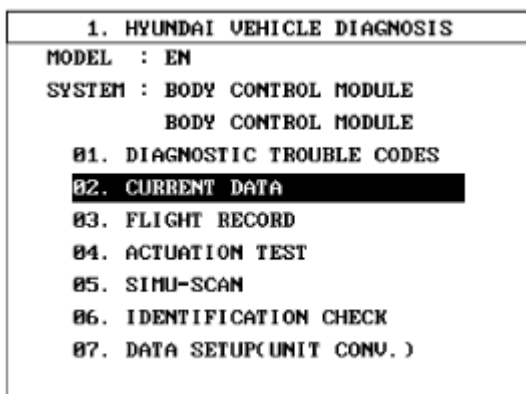 1. HYUNDAI VEHICLE DIAGNOSIS
MODEL : EN
SYSTEM : BODY CONTROL MODULE
BODY CONTROL MODULE
01. DIAGNOSTIC TROUBLE CODES
02. CURRENT DATA
03. FLIGHT RECORD
04. ACTUATION TEST
05. SIMU-SCAN
06. IDENTIFICATION CHECK
07. DATA SETUP(UNIT CONV.)